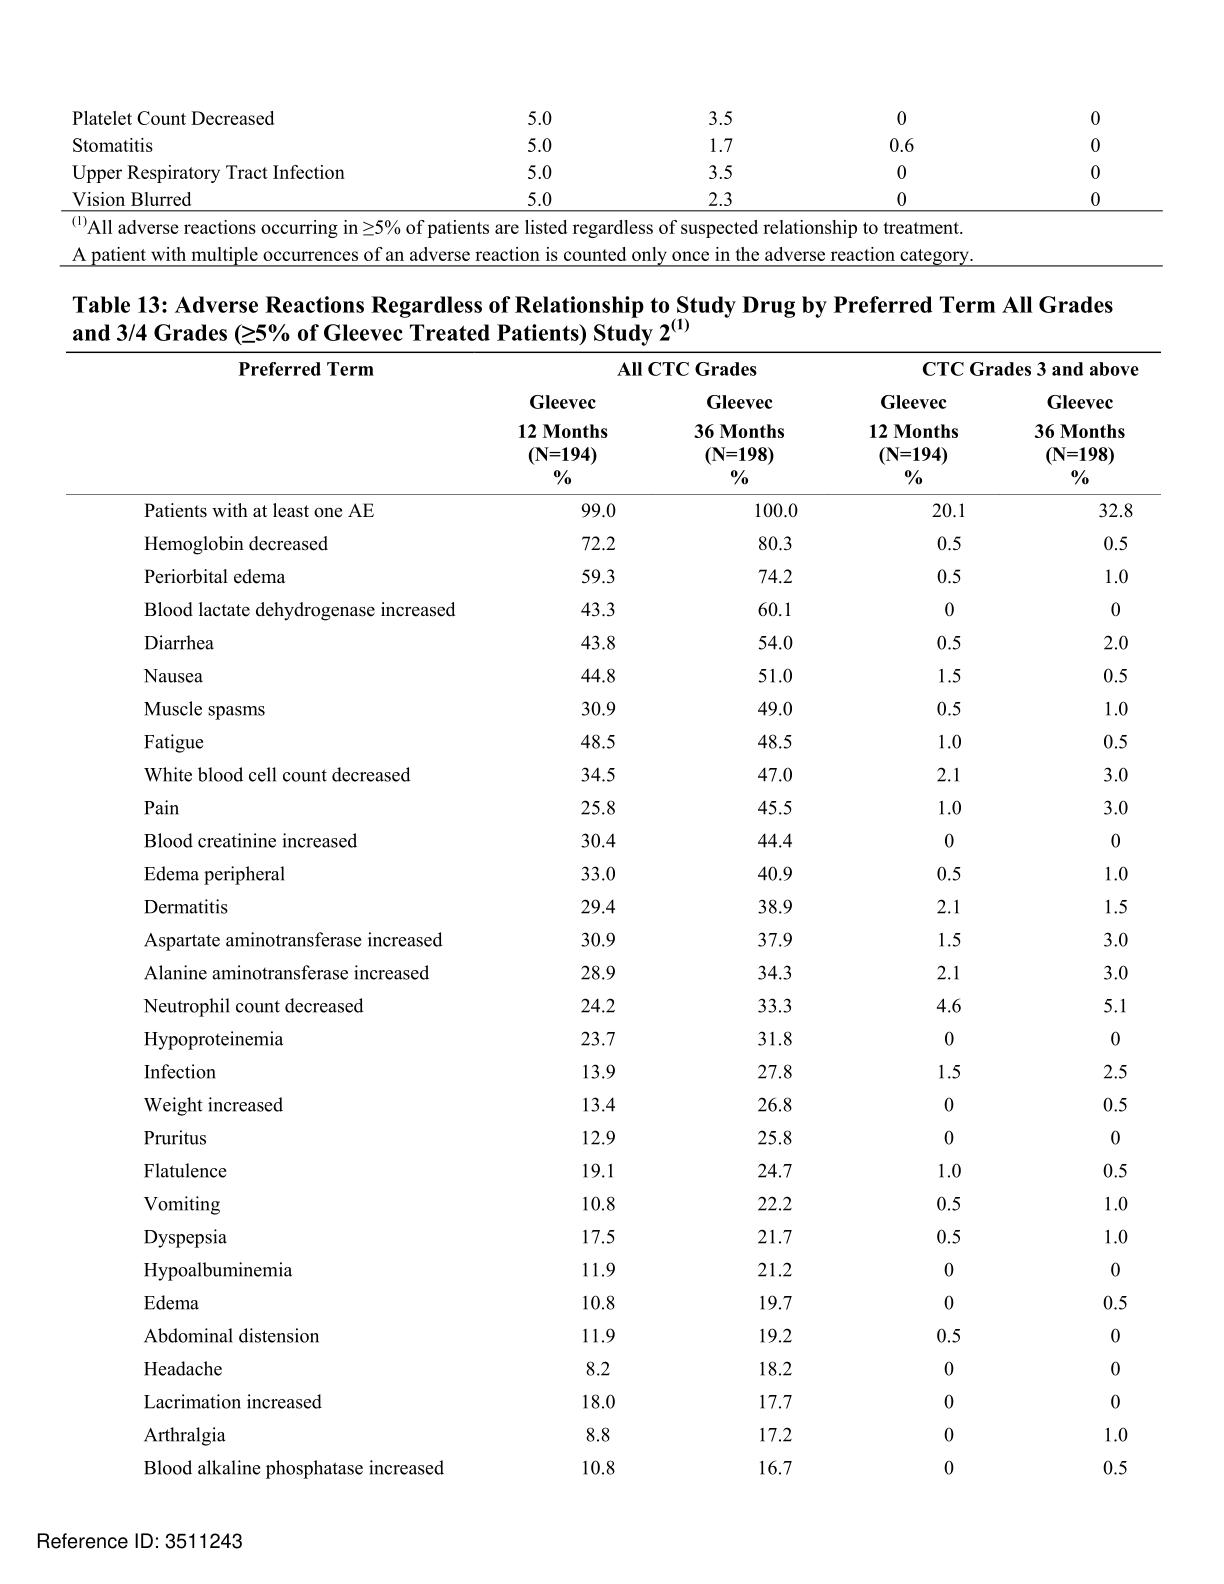 Platelet Count Decreased 5.0 3.5 0 0
Stomatitis 5.0 1.7 0.6 0
Upper Respiratory Tract Infection 5.0 3.5 0 0
Vision Blurred 5.0 2.3 0 0
(1)All adverse reactions occurring in ≥5% of patients are listed regardless of suspected relationship to treatment.
A patient with multiple occurrences of an adverse reaction is counted only once in the adverse reaction category.
Table 13: Adverse Reactions Regardless of Relationship to Study Drug by Preferred Term All Grades
and 3/4 Grades (≥5% of Gleevec Treated Patients) Study 2(1)
Preferred Term All CTC Grades CTC Grades 3 and above
Gleevec Gleevec Gleevec Gleevec
12 Months 36 Months 12 Months 36 Months
(N=194) (N=198) (N=194) (N=198)
% % % %
Patients with at least one AE 99.0 100.0 20.1 32.8
Hemoglobin decreased 72.2 80.3 0.5 0.5
Periorbital edema 59.3 74.2 0.5 1.0
Blood lactate dehydrogenase increased 43.3 60.1 0 0
Diarrhea 43.8 54.0 0.5 2.0
Nausea 44.8 51.0 1.5 0.5
Muscle spasms 30.9 49.0 0.5 1.0
Fatigue 48.5 48.5 1.0 0.5
White blood cell count decreased 34.5 47.0 2.1 3.0
Pain 25.8 45.5 1.0 3.0
Blood creatinine increased 30.4 44.4 0 0
Edema peripheral 33.0 40.9 0.5 1.0
Dermatitis 29.4 38.9 2.1 1.5
Aspartate aminotransferase increased 30.9 37.9 1.5 3.0
Alanine aminotransferase increased 28.9 34.3 2.1 3.0
Neutrophil count decreased 24.2 33.3 4.6 5.1
Hypoproteinemia 23.7 31.8 0 0
Infection 13.9 27.8 1.5 2.5
Weight increased 13.4 26.8 0 0.5
Pruritus 12.9 25.8 0 0
Flatulence 19.1 24.7 1.0 0.5
Vomiting 10.8 22.2 0.5 1.0
Dyspepsia 17.5 21.7 0.5 1.0
Hypoalbuminemia 11.9 21.2 0 0
Edema 10.8 19.7 0 0.5
Abdominal distension 11.9 19.2 0.5 0
Headache 8.2 18.2 0 0
Lacrimation increased 18.0 17.7 0 0
Arthralgia 8.8 17.2 0 1.0
Blood alkaline phosphatase increased 10.8 16.7 0 0.5
Reference ID: 3511243